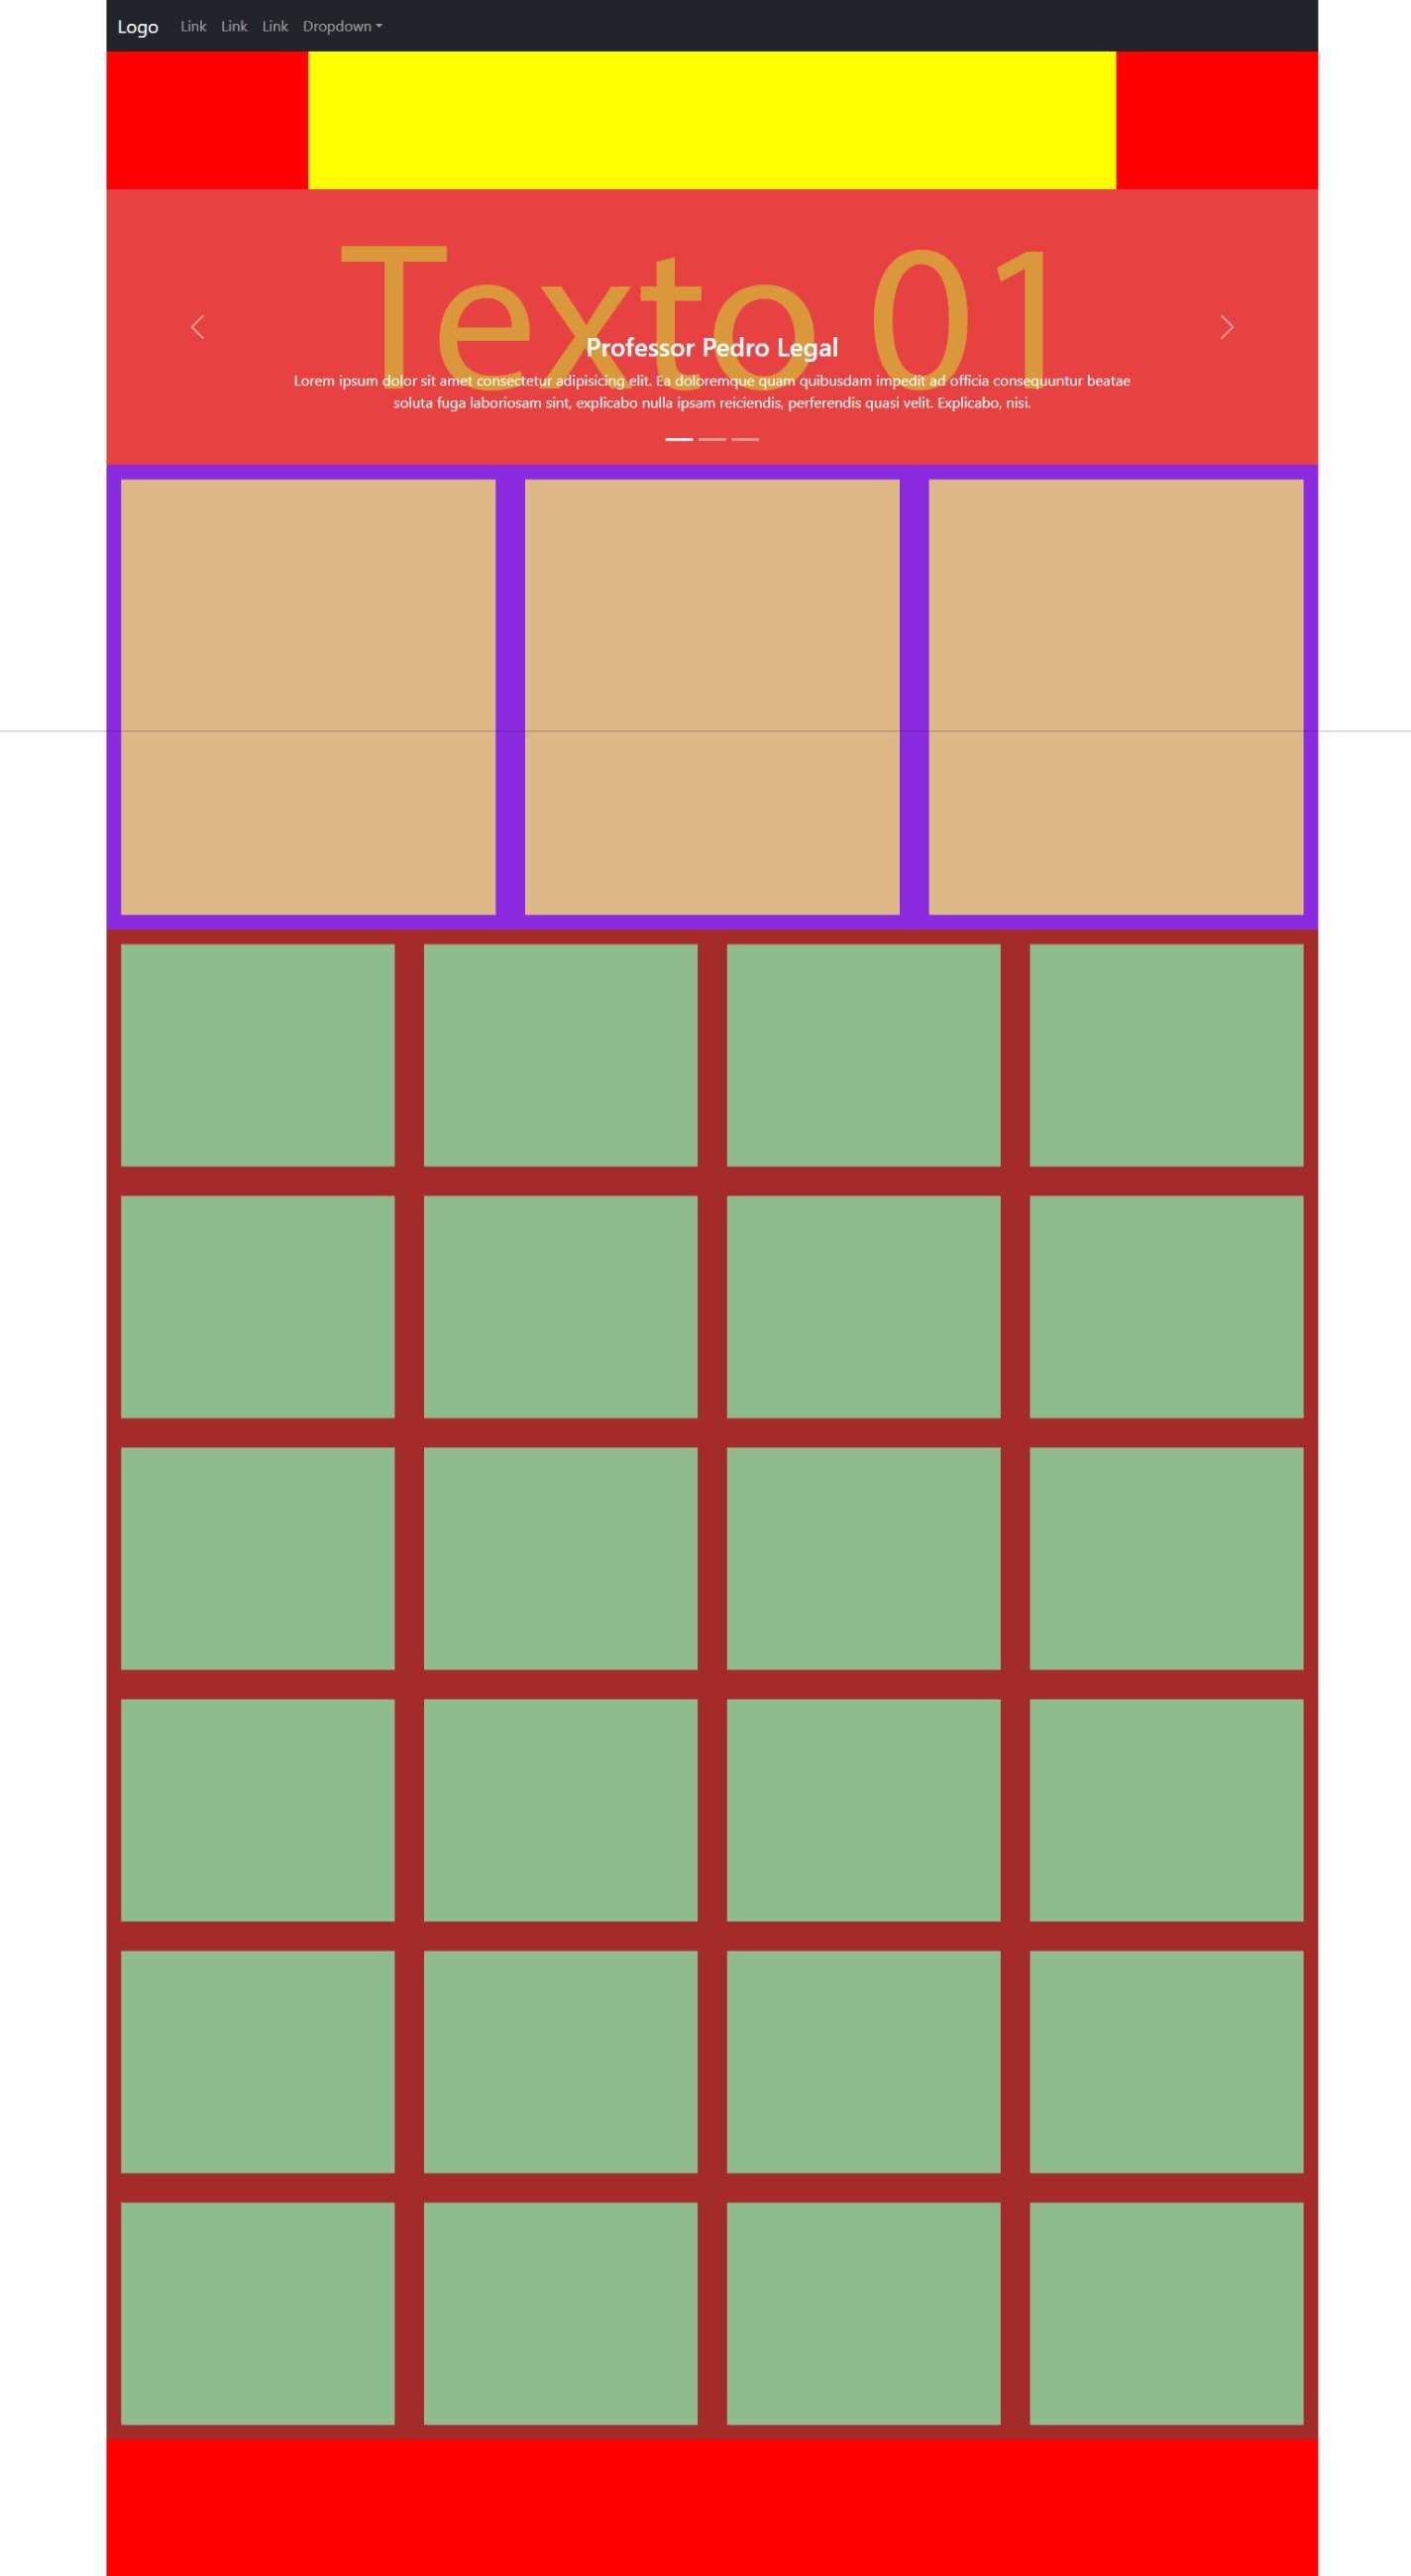 Logo Link Link Link Dropdown
Texto 01
Professor Pedro Legal
Lorem ipsum dolor sit amet consectetur adipisicing elit. Ea doloremque quam quibusdam impedit ad officia consequuntur beatae
soluta fuga laboriosam sint, explicabo nulla ipsam reiciendis, perferendis quasi velit. Explicabo, nisi.